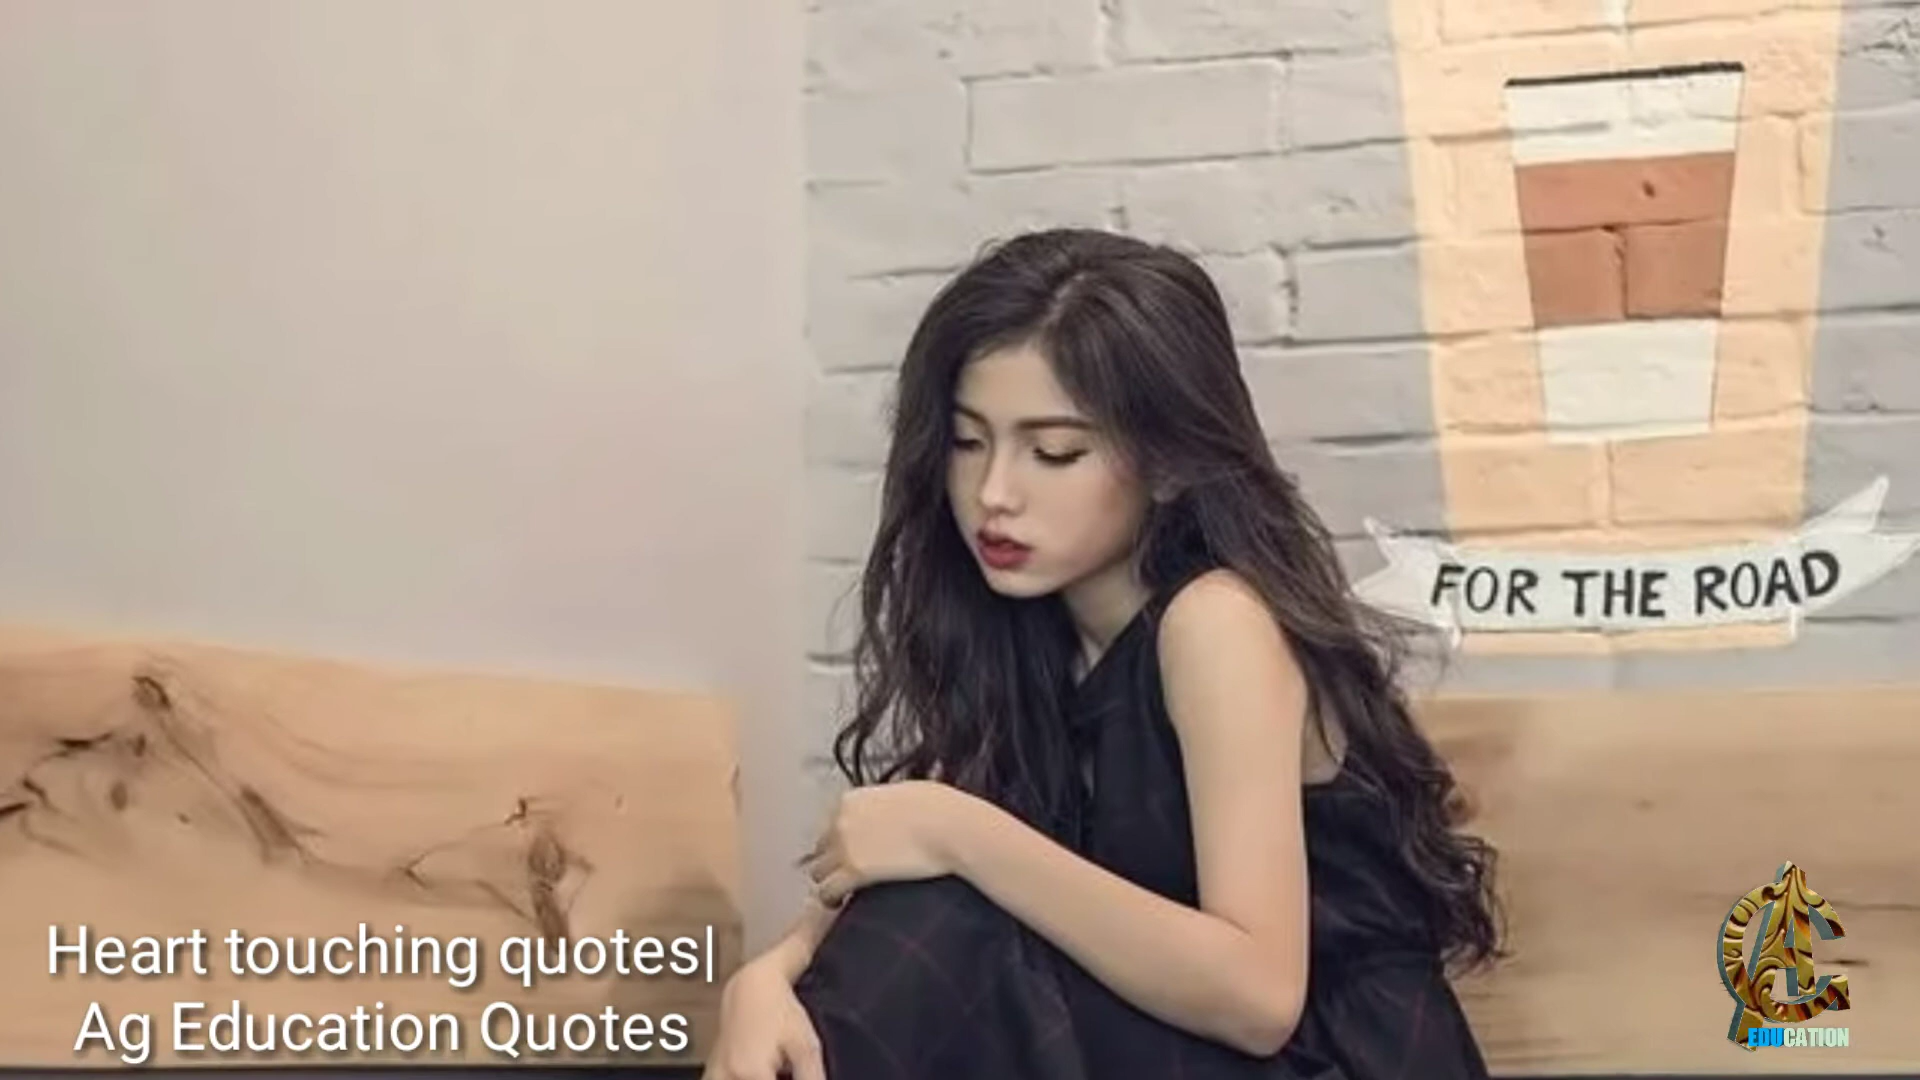 FOR THE ROAD
Heart touching quotes|
Ag Education Quotes
EDUCATION